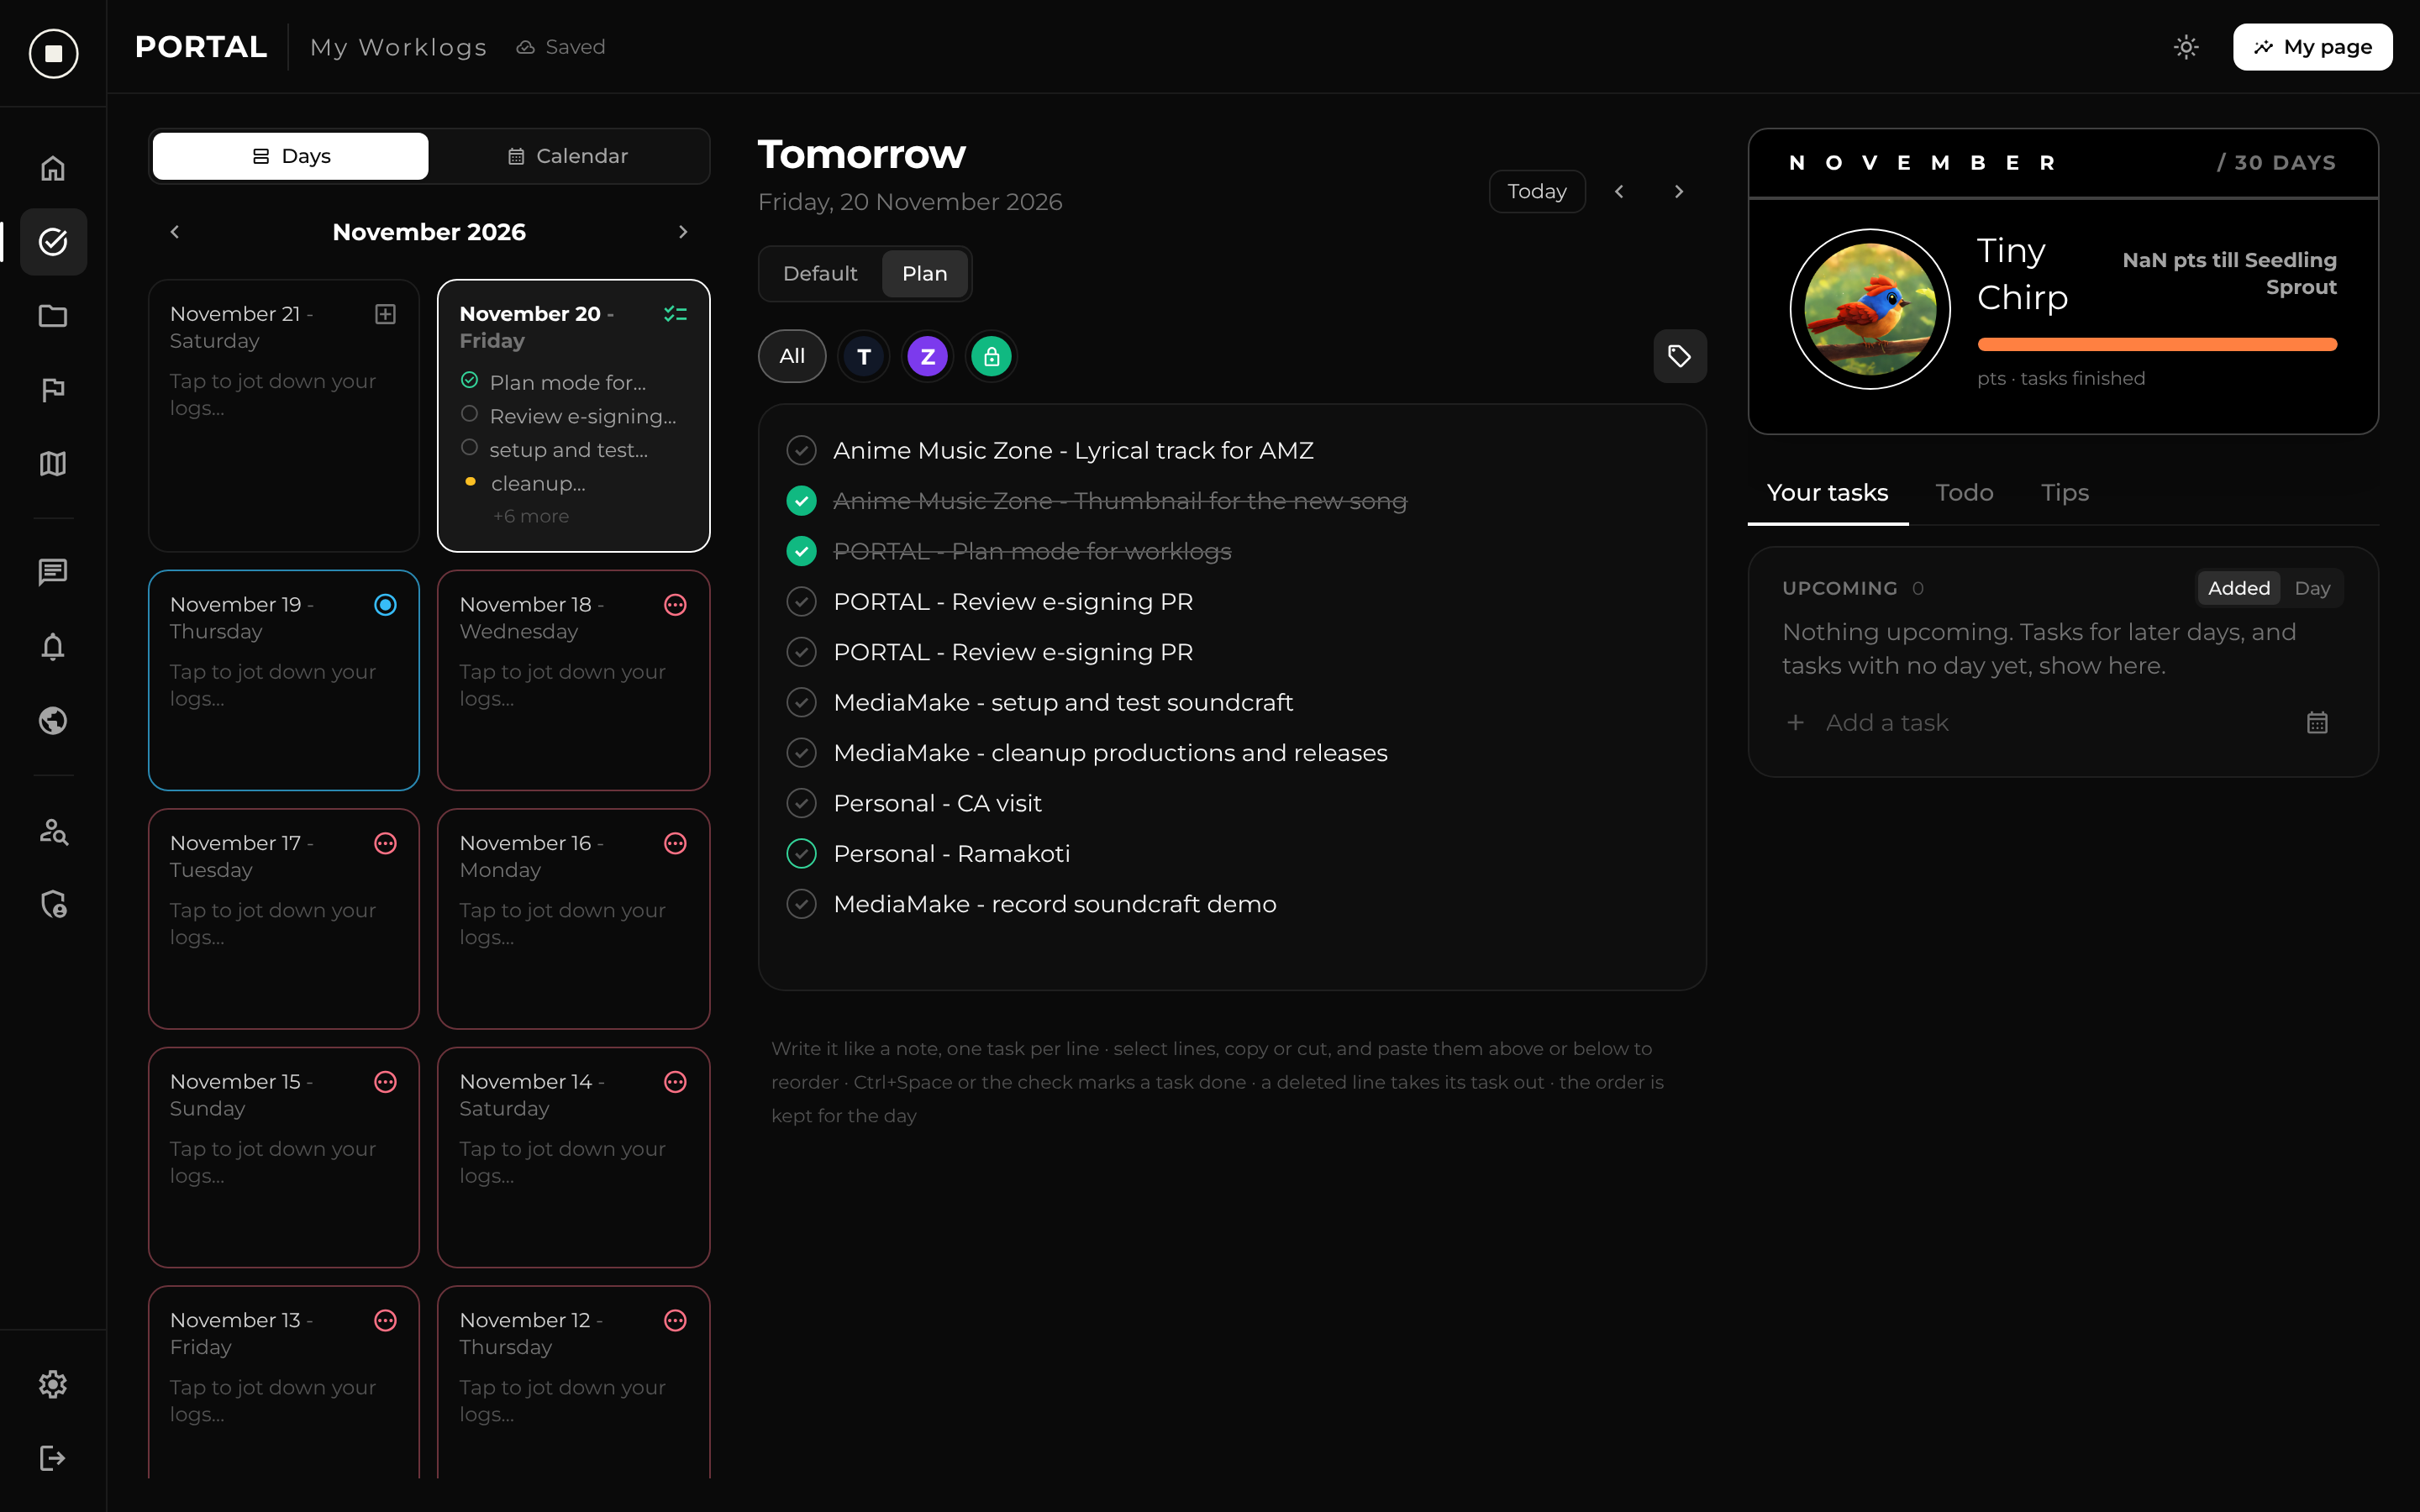 PORTAL
My Worklogs
Saved
My page
Days
Calendar
November 2026
November 21 -
Saturday
Tap to jot down your
logs...
November 20 -
Friday
Plan mode for...
Review e-signing...
setup and test...
cleanup...
+6 more
November 19 -
Thursday
Tap to jot down your
logs...
November 18 -
Wednesday
Tap to jot down your
logs...
November 17 -
Tuesday
Tap to jot down your
logs...
November 16 -
Monday
Tap to jot down your
logs...
November 15 -
Sunday
Tap to jot down your
logs...
November 14 -
Saturday
Tap to jot down your
logs...
November 13 -
Friday
Tap to jot down your
logs...
November 12 -
Thursday
Tap to jot down your
logs...
Tomorrow
Friday, 20 November 2026
Today
Default
Plan
All
T
Z
Anime Music Zone - Lyrical track for AMZ
Anime Music Zone - Thumbnail for the new song
PORTAL - Plan mode for worklogs
PORTAL - Review e-signing PR
PORTAL - Review e-signing PR
MediaMake - setup and test soundcraft
MediaMake - cleanup productions and releases
Personal - CA visit
Personal - Ramakoti
MediaMake - record soundcraft demo
Write it like a note, one task per line · select lines, copy or cut, and paste them above or below to
reorder · Ctrl+Space or the check marks a task done · a deleted line takes its task out · the order is
kept for the day
NOVEMBER
/ 30 DAYS
Tiny
Chirp
NaN pts till Seedling
Sprout
pts · tasks finished
Your tasks
Todo
Tips
UPCOMING 0
Added
Day
Nothing upcoming. Tasks for later days, and
tasks with no day yet, show here.
Add a task